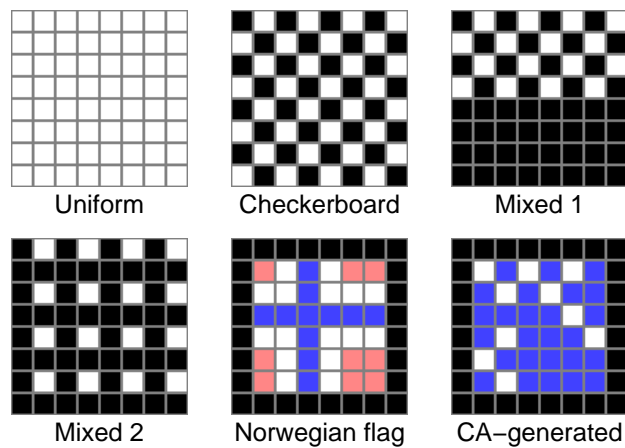 Uniform
Checkerboard
Mixed 1
Mixed 2
Norwegian flag
CA−generated